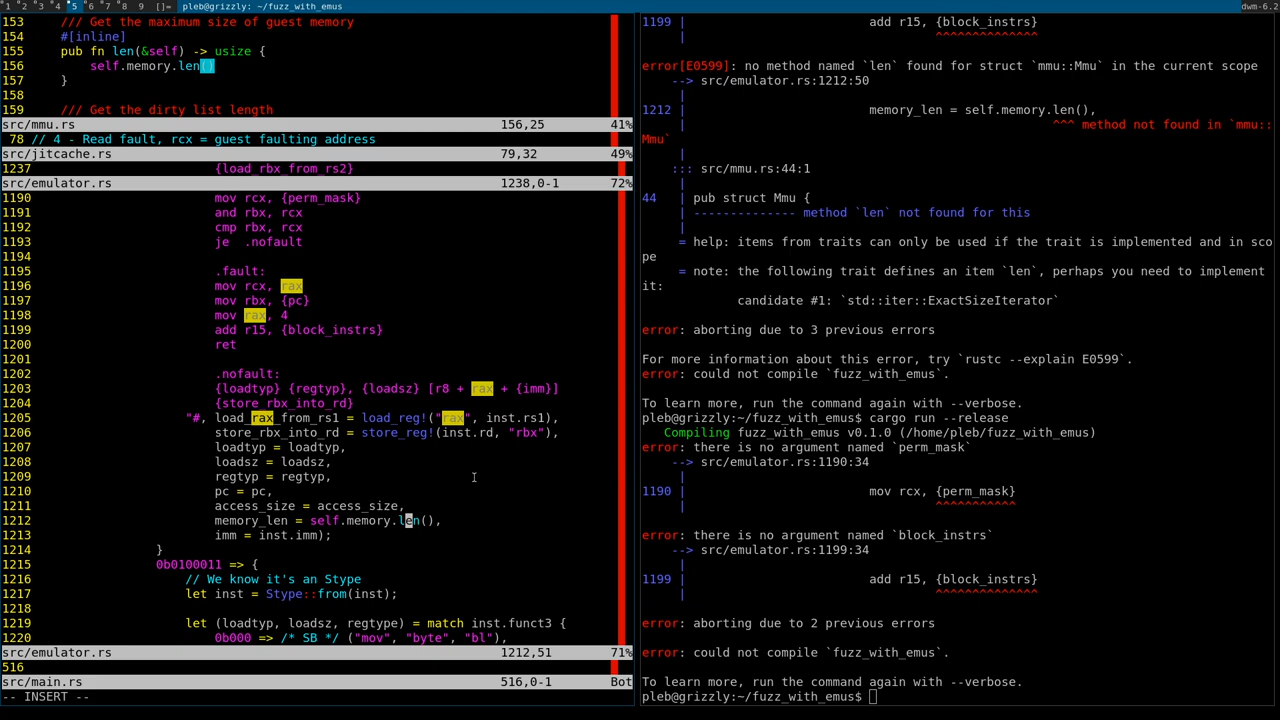 1 2 3 4 5 6 7 8 9 []= pleb@grizzly: ~/fuzz_with_emus dwm-6.2
153 /// Get the maximum size of guest memory
154 #[inline]
155 pub fn len(&self) -> usize {
156 self.memory.len()
157 }
158
159 /// Get the dirty list length
src/mmu.rs 156,25 41%
78 // 4 - Read fault, rcx = guest faulting address
src/jitcache.rs 79,32 49%
1237 {load_rbx_from_rs2}
src/emulator.rs 1238,0-1 72%
1190 mov rcx, {perm_mask}
1191 and rbx, rcx
1192 cmp rbx, rcx
1193 je .nofault
1194
1195 .fault:
1196 mov rcx, rax
1197 mov rbx, {pc}
1198 mov rax, 4
1199 add r15, {block_instrs}
1200 ret
1201
1202 .nofault:
1203 {loadtyp} {regtyp}, {loadsz} [r8 + rax + {imm}]
1204 {store_rbx_into_rd}
1205 "#, load_rax_from_rs1 = load_reg!("rax", inst.rs1),
1206 store_rbx_into_rd = store_reg!(inst.rd, "rbx"),
1207 loadtyp = loadtyp,
1208 loadsz = loadsz,
1209 regtyp = regtyp,
1210 pc = pc,
1211 access_size = access_size,
1212 memory_len = self.memory.len(),
1213 imm = inst.imm);
1214 }
1215 0b0100011 => {
1216 // We know it's an Stype
1217 let inst = Stype::from(inst);
1218
1219 let (loadtyp, loadsz, regtype) = match inst.funct3 {
1220 0b000 => /* SB */ ("mov", "byte", "bl"),
src/emulator.rs 1212,51 71%
516
src/main.rs 516,0-1 Bot
-- INSERT --
1199 | add r15, {block_instrs}
| ^^^^^^^^^^^^^^
error[E0599]: no method named `len` found for struct `mmu::Mmu` in the current scope
--> src/emulator.rs:1212:50
|
1212 | memory_len = self.memory.len(),
| ^^^ method not found in `mmu::
Mmu`
|
::: src/mmu.rs:44:1
|
44 | pub struct Mmu {
| -------------- method `len` not found for this
|
= help: items from traits can only be used if the trait is implemented and in sco
pe
= note: the following trait defines an item `len`, perhaps you need to implement
it:
candidate #1: `std::iter::ExactSizeIterator`
error: aborting due to 3 previous errors
For more information about this error, try `rustc --explain E0599`.
error: could not compile `fuzz_with_emus`.
To learn more, run the command again with --verbose.
pleb@grizzly:~/fuzz_with_emus$ cargo run --release
Compiling fuzz_with_emus v0.1.0 (/home/pleb/fuzz_with_emus)
error: there is no argument named `perm_mask`
--> src/emulator.rs:1190:34
|
1190 | mov rcx, {perm_mask}
| ^^^^^^^^^^^
error: there is no argument named `block_instrs`
--> src/emulator.rs:1199:34
|
1199 | add r15, {block_instrs}
| ^^^^^^^^^^^^^^
error: aborting due to 2 previous errors
error: could not compile `fuzz_with_emus`.
To learn more, run the command again with --verbose.
pleb@grizzly:~/fuzz_with_emus$